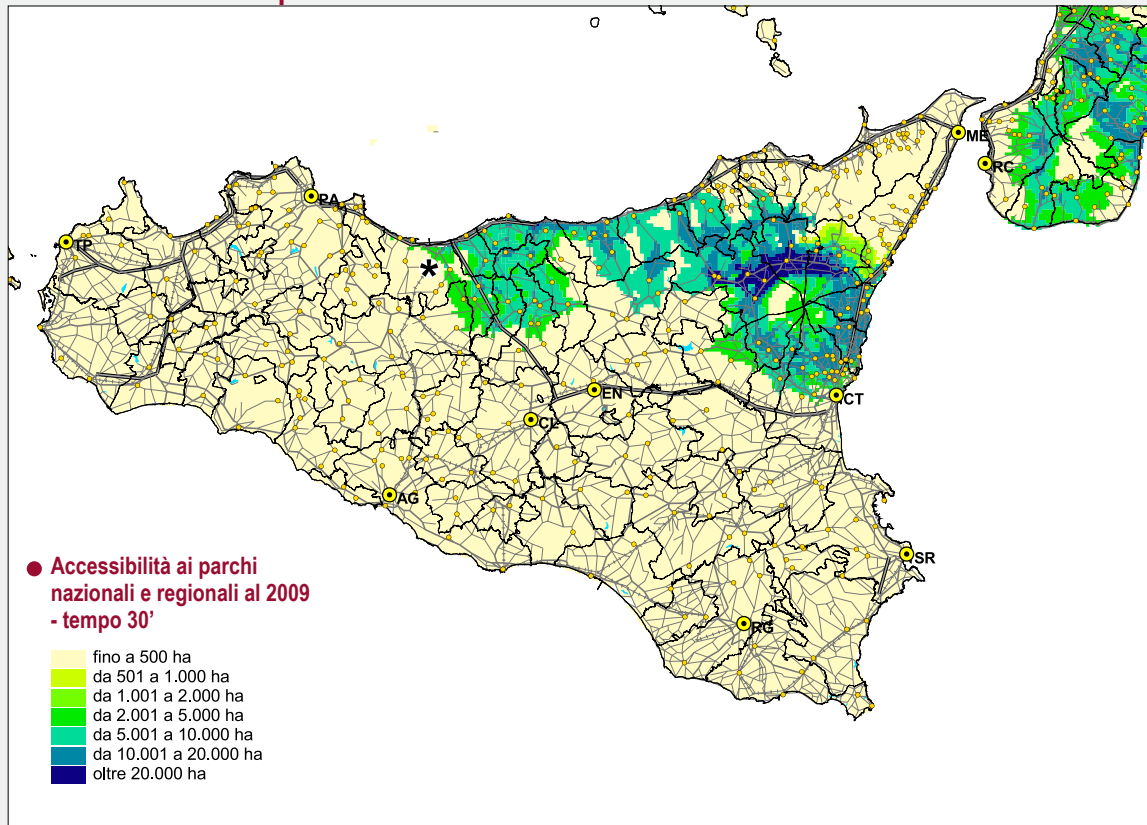 ME
RC
PA
TP
*
EN
CL
CT
AG
SR
RG
● Accessibilità ai parchi
nazionali e regionali al 2009
- tempo 30’
fino a 500 ha
da 501 a 1.000 ha
da 1.001 a 2.000 ha
da 2.001 a 5.000 ha
da 5.001 a 10.000 ha
da 10.001 a 20.000 ha
oltre 20.000 ha